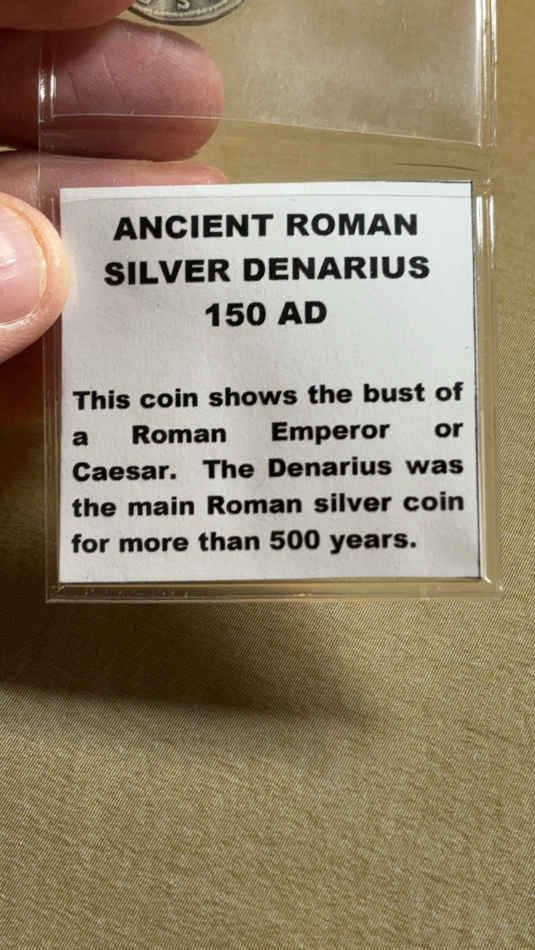 ANCIENT ROMAN
SILVER DENARIUS
150 AD
This coin shows the bust of
a Roman Emperor or
Caesar. The Denarius was
the main Roman silver coin
for more than 500 years.